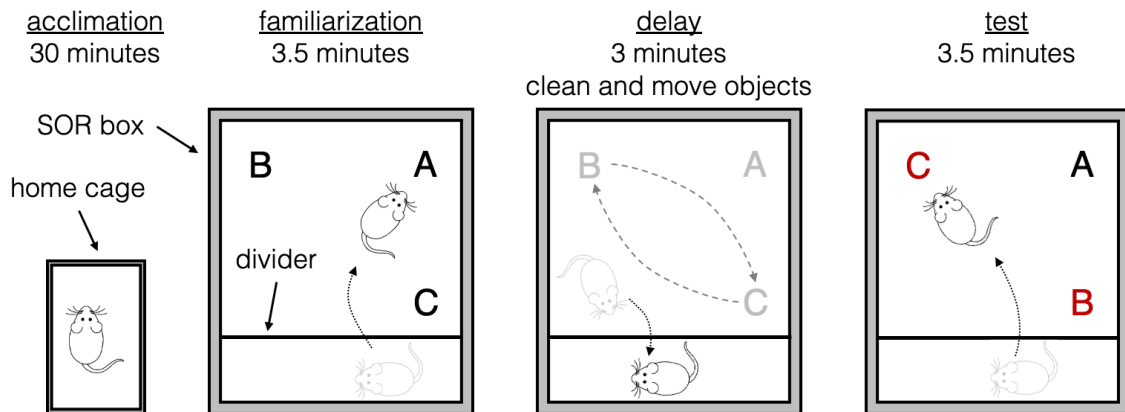 acclimation
30 minutes
familiarization
3.5 minutes
delay
3 minutes
clean and move objects
test
3.5 minutes
SOR box
home cage
divider
B
A
C
B
A
C
C
A
B